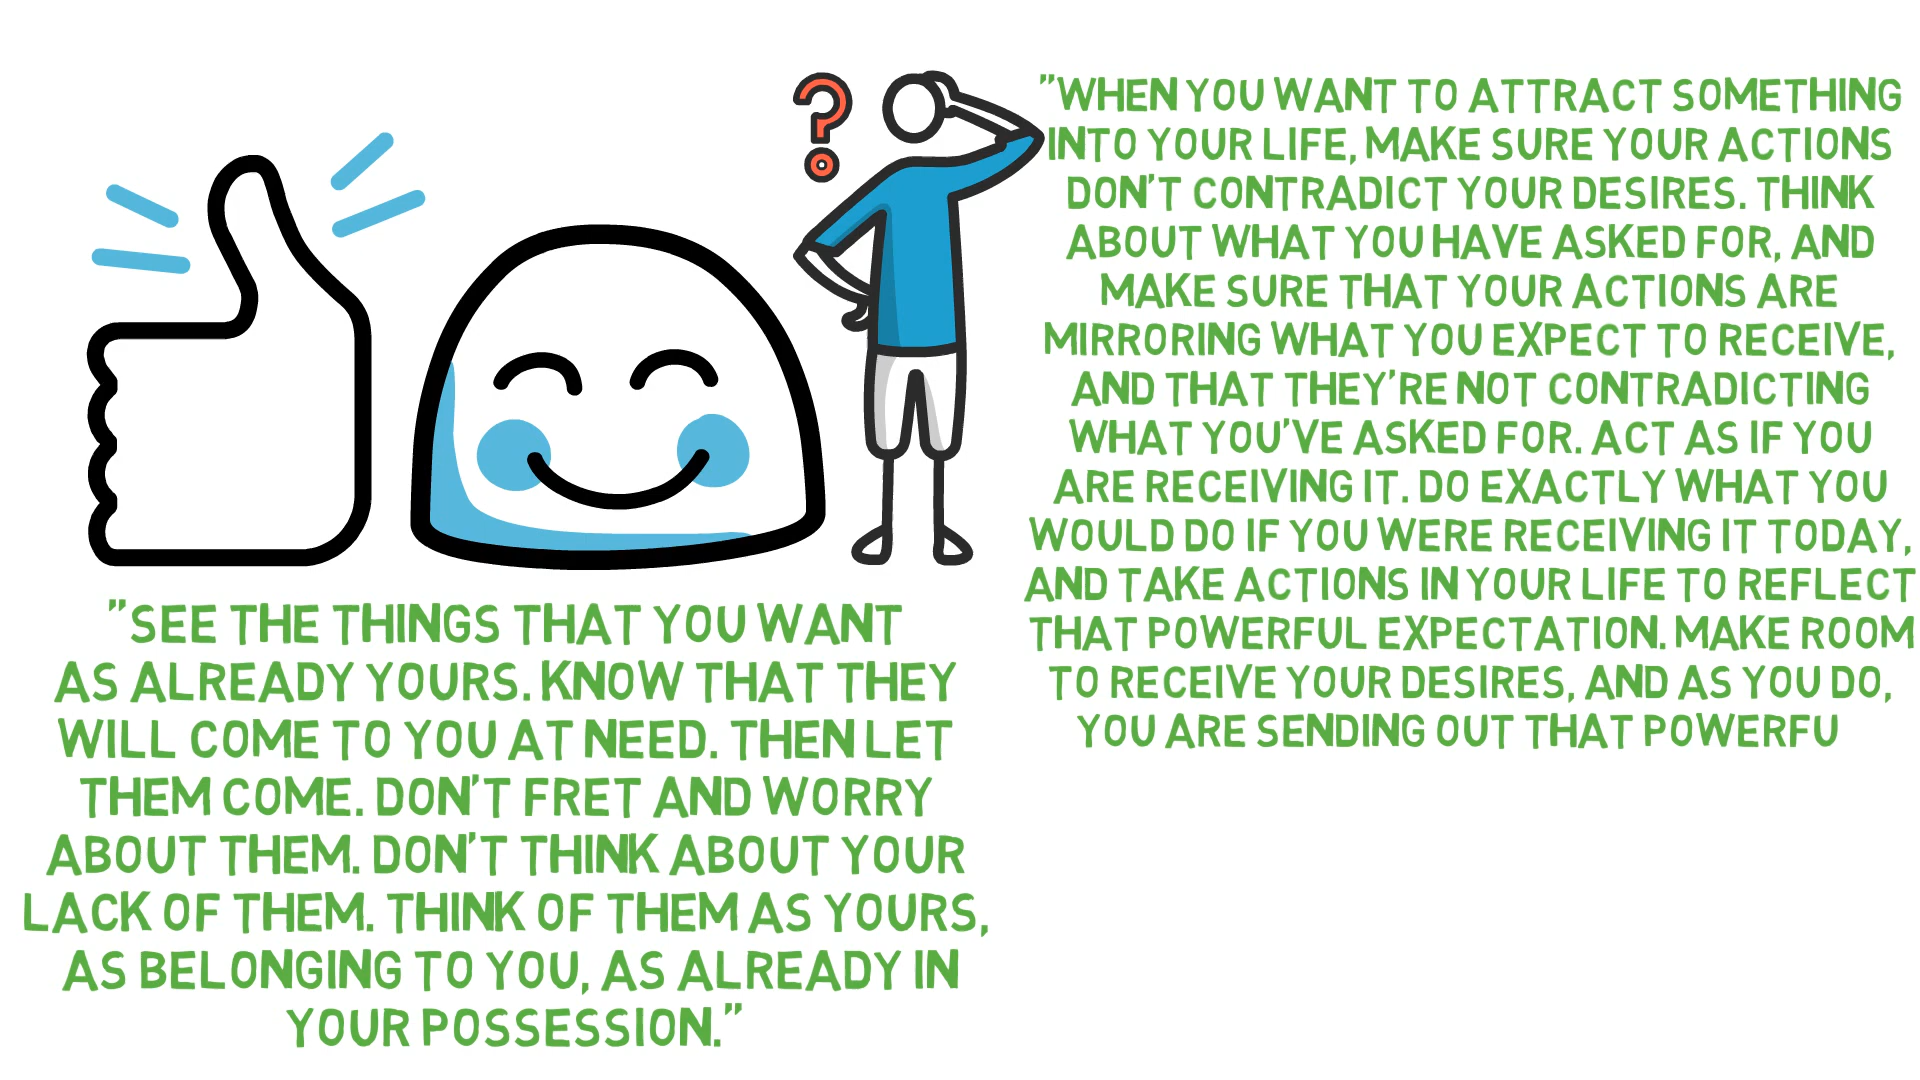 "SEE THE THINGS THAT YOU WANT
AS ALREADY YOURS. KNOW THAT THEY
WILL COME TO YOU AT NEED. THEN LET
THEM COME. DON'T FRET AND WORRY
ABOUT THEM. DON'T THINK ABOUT YOUR
LACK OF THEM. THINK OF THEM AS YOURS,
AS BELONGING TO YOU, AS ALREADY IN
YOUR POSSESSION."
?
"WHEN YOU WANT TO ATTRACT SOMETHING
INTO YOUR LIFE, MAKE SURE YOUR ACTIONS
DON'T CONTRADICT YOUR DESIRES. THINK
ABOUT WHAT YOU HAVE ASKED FOR, AND
MAKE SURE THAT YOUR ACTIONS ARE
MIRRORING WHAT YOU EXPECT TO RECEIVE,
AND THAT THEY'RE NOT CONTRADICTING
WHAT YOU'VE ASKED FOR. ACT AS IF YOU
ARE RECEIVING IT. DO EXACTLY WHAT YOU
WOULD DO IF YOU WERE RECEIVING IT TODAY,
AND TAKE ACTIONS IN YOUR LIFE TO REFLECT
THAT POWERFUL EXPECTATION. MAKE ROOM
TO RECEIVE YOUR DESIRES, AND AS YOU DO,
YOU ARE SENDING OUT THAT POWERFU